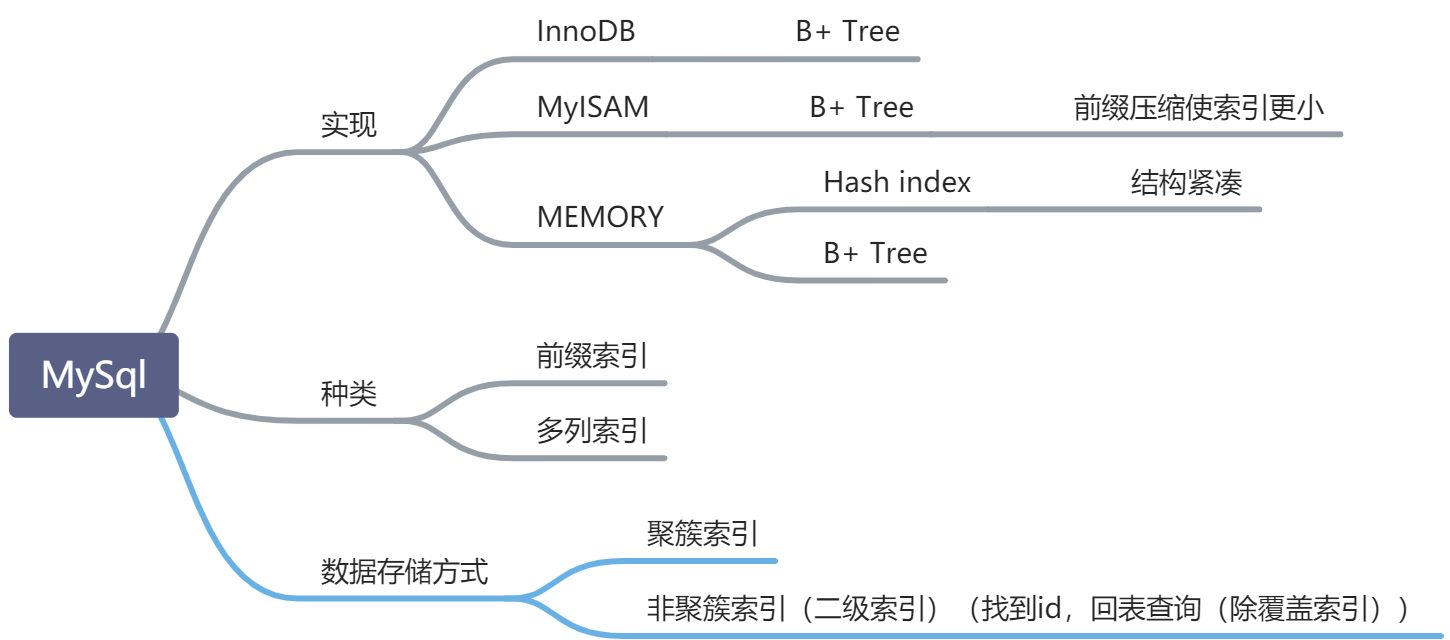 InnoDB B+ Tree
实现
MyISAM B+ Tree 前缀压缩使索引更小
Hash index 结构紧凑
MEMORY
B+ Tree
MySql
前缀索引
种类
多列索引
聚簇索引
数据存储方式
非聚簇索引（二级索引）（找到id，回表查询（除覆盖索引））